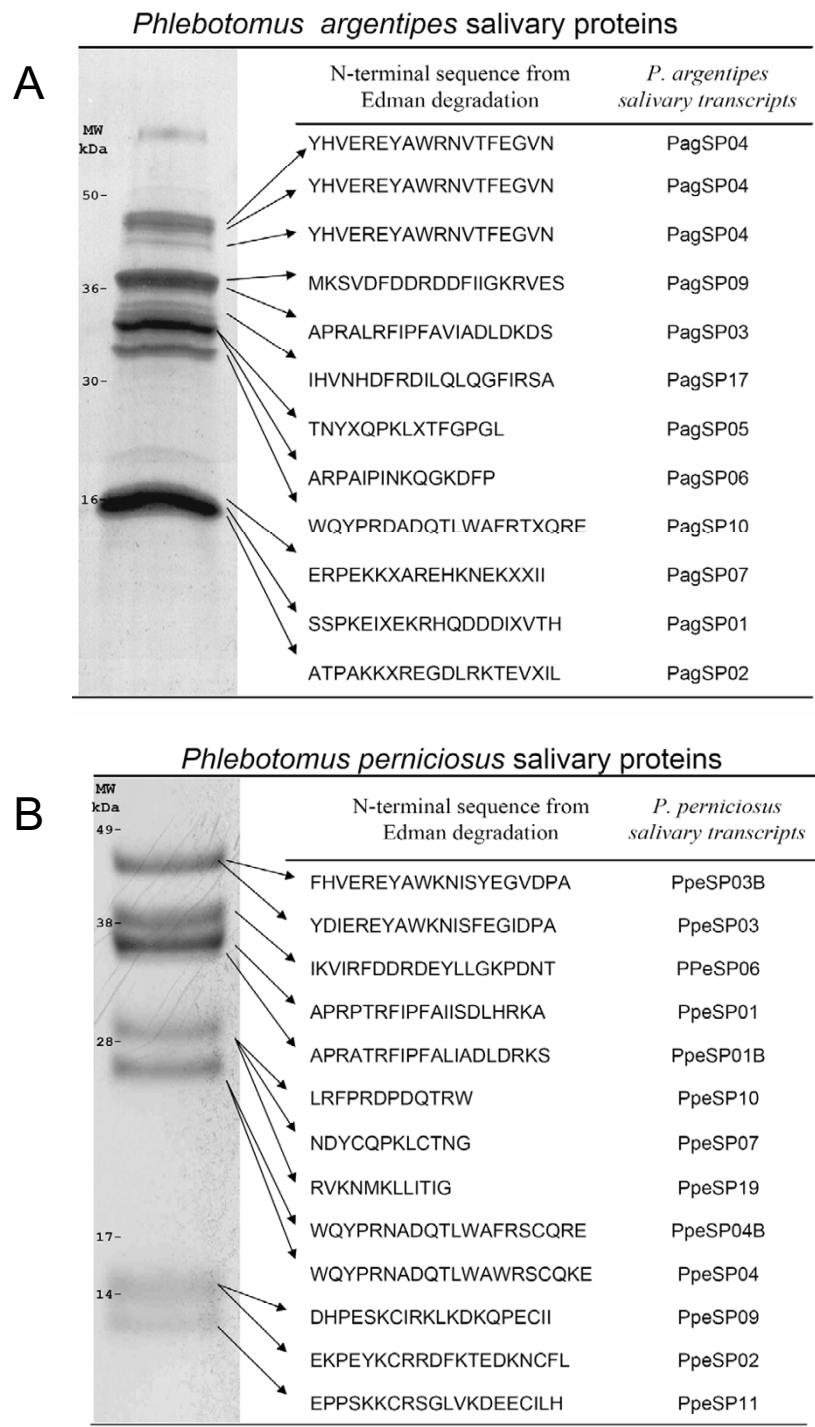 Phlebotomus argentipes salivary proteins
A
N-terminal sequence from
Edman degradation
P. argentipes
salivary transcripts
MW
kDa
50-
36-
30-
16-
YHVEREYAWRNVTFEGVN PagSP04
YHVEREYAWRNVTFEGVN PagSP04
YHVEREYAWRNVTFEGVN PagSP04
MKSVDFDDRDDFIIGKRVES PagSP09
APRALRFIPFAVIADLDKDS PagSP03
IHVNHDFRDILQLQGFIRSA PagSP17
TNYXQPKLXTFGPGL PagSP05
ARPAIPINKQGKDFP PagSP06
WQYPRDADQTLWAFRTXQRE PagSP10
ERPEKKXAREHKNEKXXII PagSP07
SSPKEIXEKRHQDDDIXVTH PagSP01
ATPAKKXREGDLRKTEVXIL PagSP02
Phlebotomus perniciosus salivary proteins
B
N-terminal sequence from
Edman degradation
P. perniciosus
salivary transcripts
MW
kDa
49-
38-
28-
17-
14-
FHVEREYAWKNISYEGVDPA PpeSP03B
YDIEREYAWKNISFEGIDPA PpeSP03
IKVIRFDDRDEYLLGKPDNT PPeSP06
APRPTRFIPFAIISDLHRKA PpeSP01
APRATRFIPFALIADLDRKS PpeSP01B
LRFPRDPDQTRW PpeSP10
NDYCQPKLCTNG PpeSP07
RVKNMKLLITIG PpeSP19
WQYPRNADQTLWAFRSCQRE PpeSP04B
WQYPRNADQTLWAWRSCQKE PpeSP04
DHPESKCIRKLKDKQPECII PpeSP09
EKPEYKCRRDFKTEDKNCFL PpeSP02
EPPSKKCRSGLVKDEECILH PpeSP11